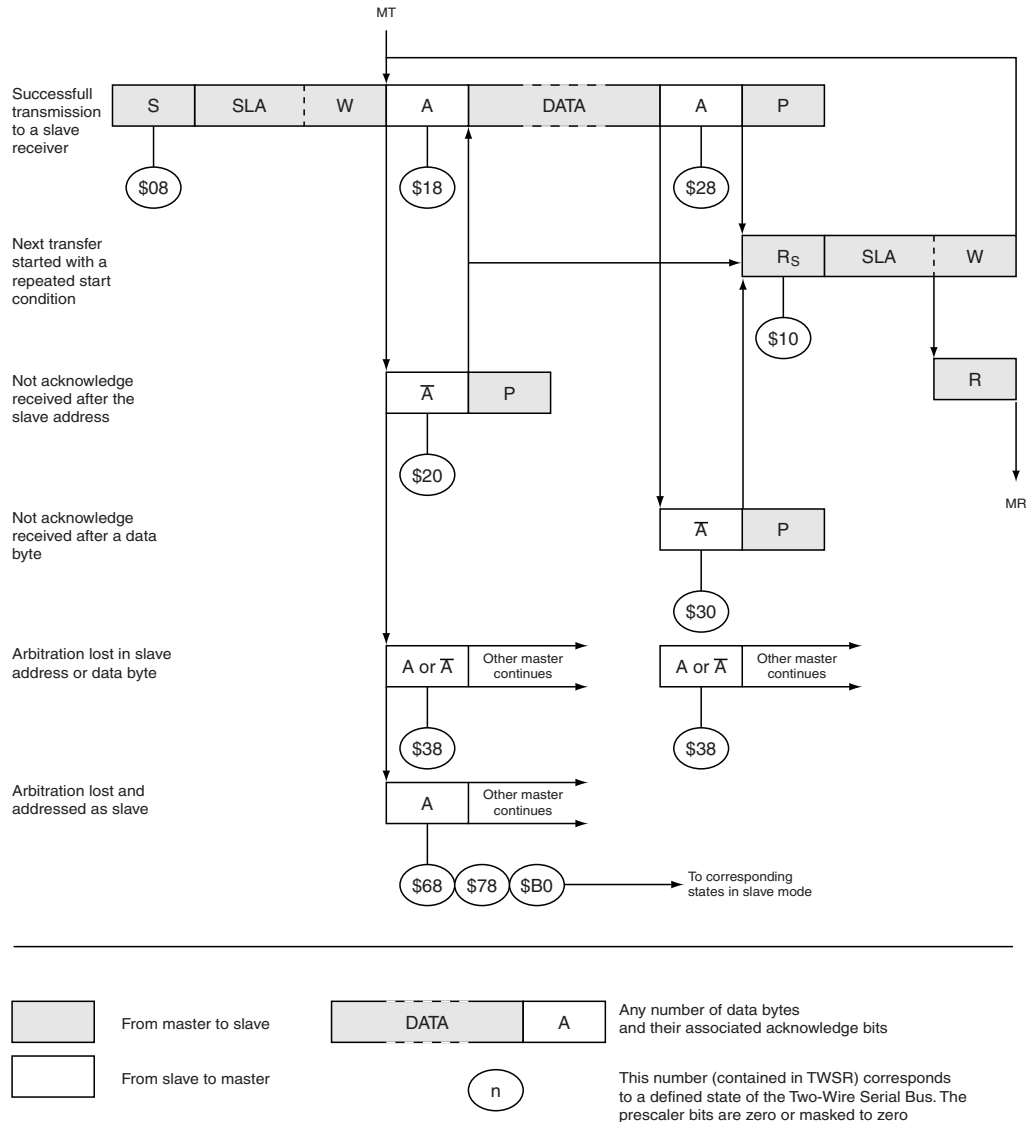 MT
Successfull
transmission
to a slave
receiver
S SLA W A DATA A P
$08 $18 $28
Next transfer
started with a
repeated start
condition
RS SLA W
$10
Not acknowledge
received after the
slave address
A̅ P
R
$20
MR
Not acknowledge
received after a data
byte
A̅ P
$30
Arbitration lost in slave
address or data byte
A or A̅ Other master
continues
A or A̅ Other master
continues
$38 $38
Arbitration lost and
addressed as slave
A Other master
continues
$68 $78 $B0
To corresponding
states in slave mode
From master to slave
DATA A
Any number of data bytes
and their associated acknowledge bits
From slave to master
n
This number (contained in TWSR) corresponds
to a defined state of the Two-Wire Serial Bus. The
prescaler bits are zero or masked to zero